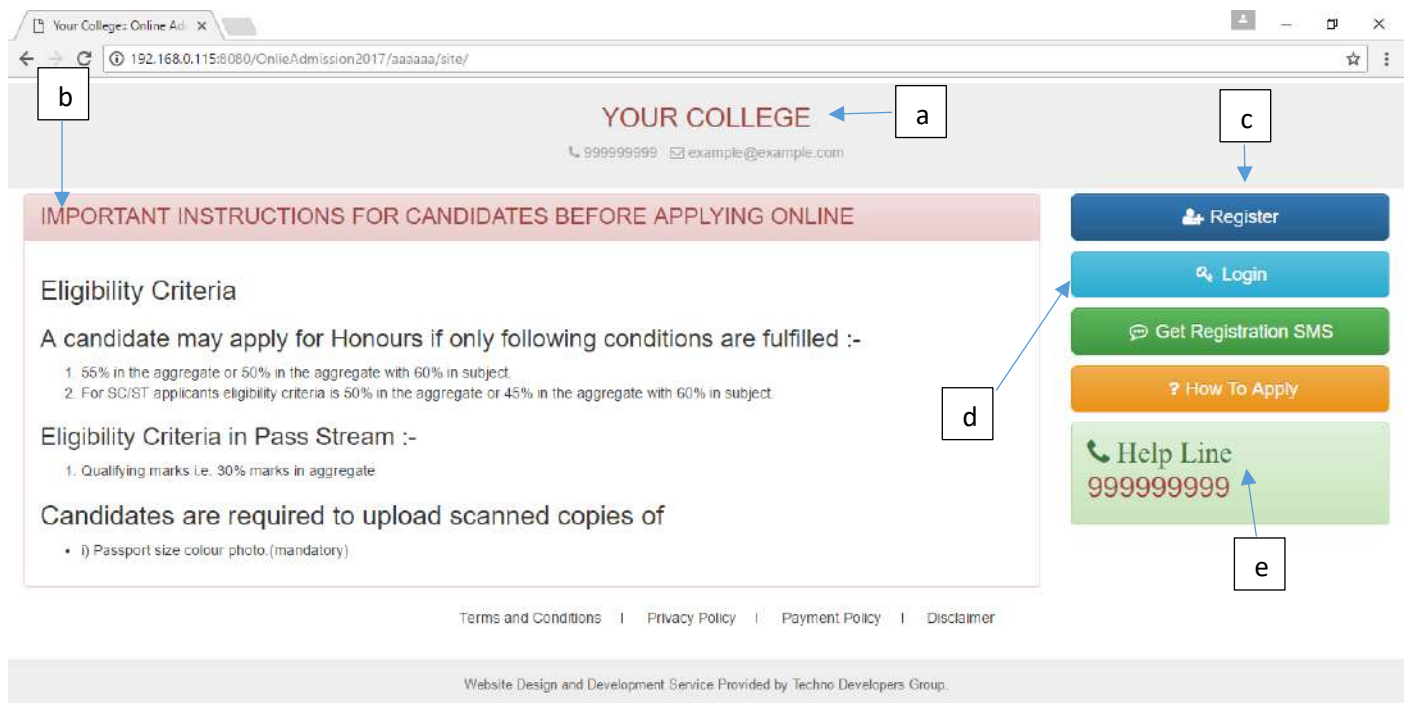 Your College: Online Ad
192.168.0.115:8080/OnlieAdmission2017/aaaaaa/site/
b
YOUR COLLEGE
a
c
999999999 example@example.com
IMPORTANT INSTRUCTIONS FOR CANDIDATES BEFORE APPLYING ONLINE
Register
Eligibility Criteria
Login
A candidate may apply for Honours if only following conditions are fulfilled :-
Get Registration SMS
1. 55% in the aggregate or 50% in the aggregate with 60% in subject.
2. For SC/ST applicants eligibility criteria is 50% in the aggregate or 45% in the aggregate with 60% in subject.
? How To Apply
d
Eligibility Criteria in Pass Stream :-
1. Qualifying marks i.e. 30% marks in aggregate
Help Line
999999999
Candidates are required to upload scanned copies of
• i) Passport size colour photo.(mandatory)
e
Terms and Conditions I Privacy Policy I Payment Policy I Disclaimer
Website Design and Development Service Provided by Techno Developers Group.